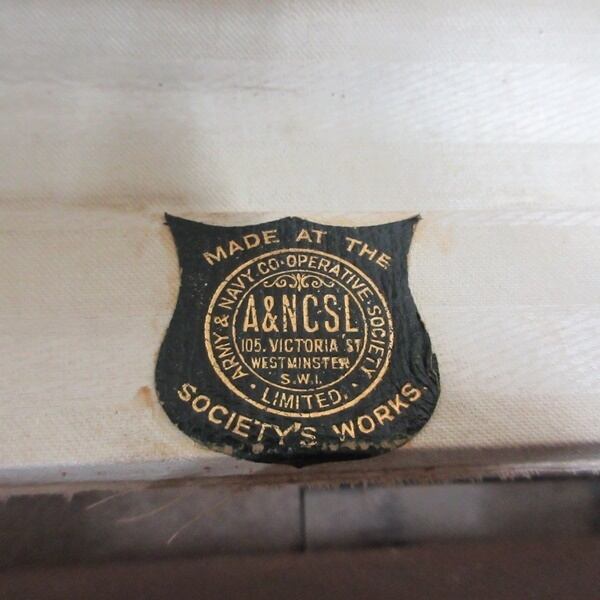 MADE AT THE
ARMY & NAVY CO-OPERATIVE SOCIETY
A&NCSL
105. VICTORIA ST
WESTMINSTER
S.W.1.
LIMITED.
SOCIETY'S WORKS.